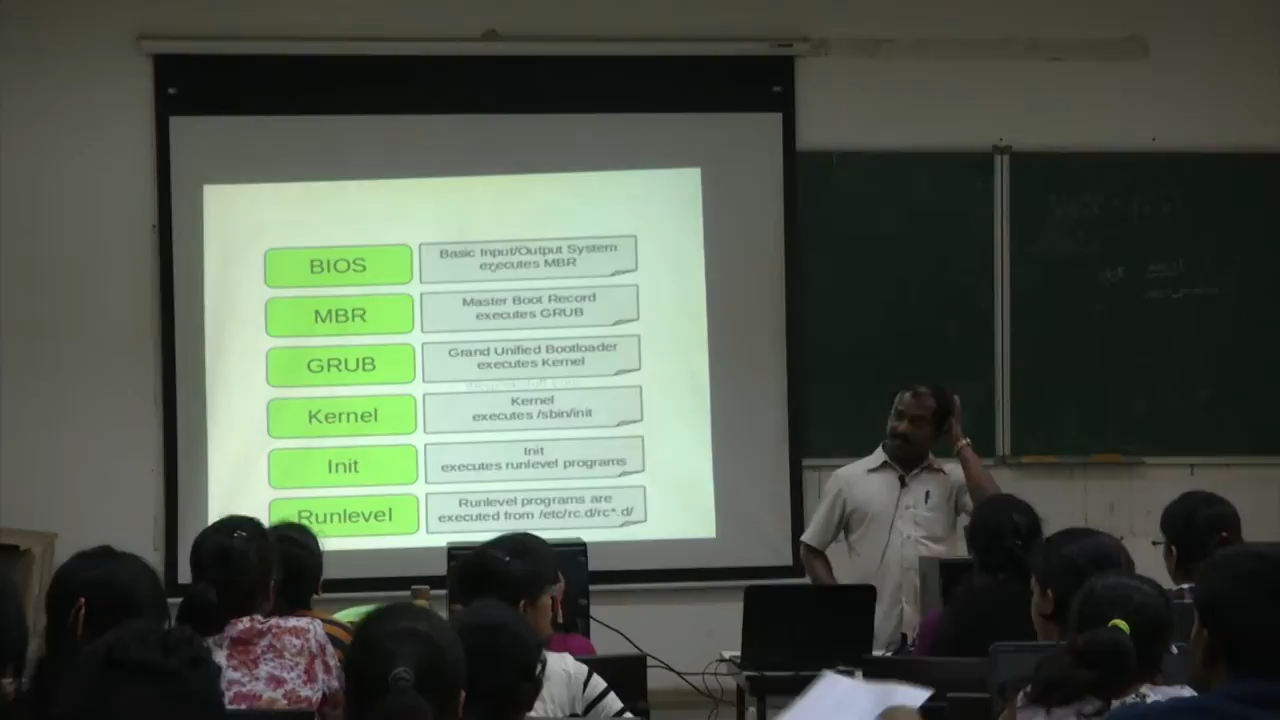 BIOS
Basic Input/Output System
executes MBR
MBR
Master Boot Record
executes GRUB
GRUB
Grand Unified Bootloader
executes Kernel
Kernel
Kernel
executes /sbin/init
Init
Init
executes runlevel programs
Runlevel
Runlevel programs are
executed from /etc/rc.d/rc*.d/